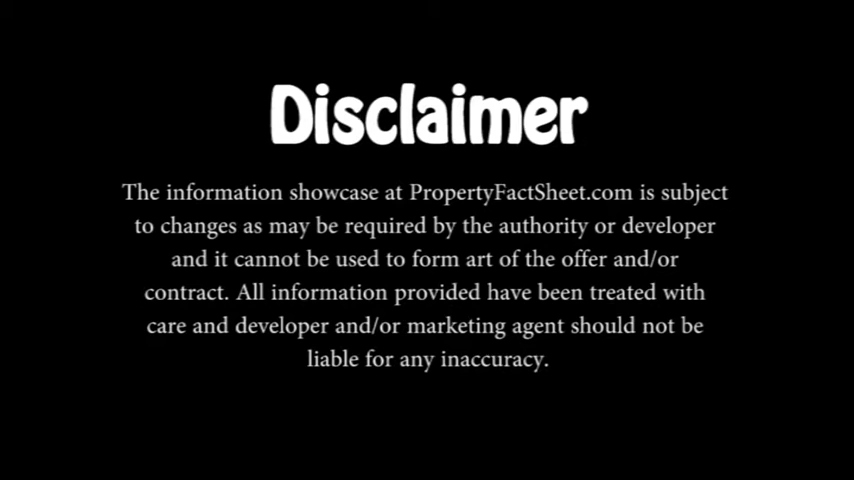 Disclaimer
The information showcase at PropertyFactSheet.com is subject
to changes as may be required by the authority or developer
and it cannot be used to form art of the offer and/or
contract. All information provided have been treated with
care and developer and/or marketing agent should not be
liable for any inaccuracy.